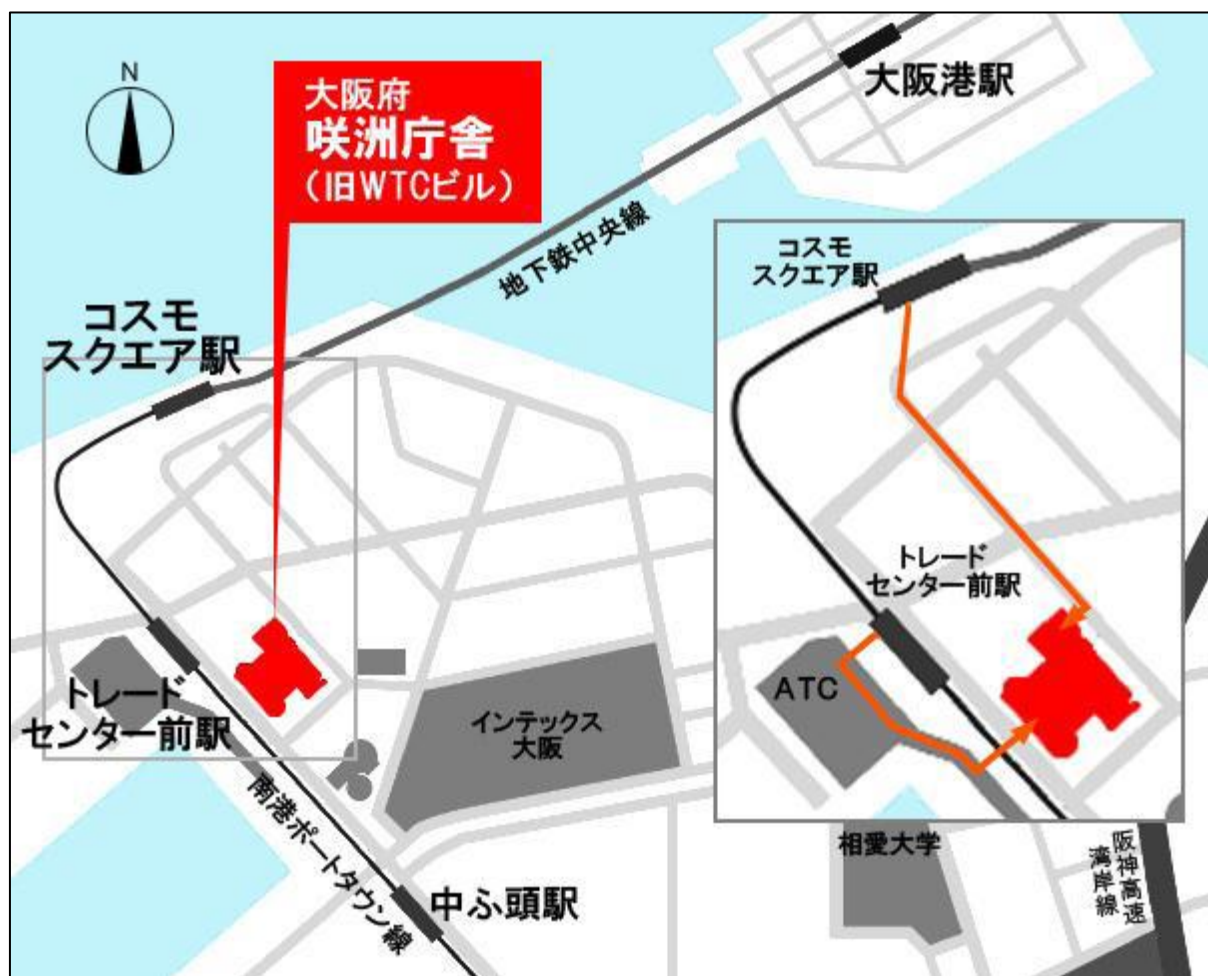 N
大阪府
咲洲庁舎
（旧WTCビル）
大阪港駅
地下鉄中央線
コスモ
スクエア駅
コスモ
スクエア駅
トレード
センター前駅
ATC
トレード
センター前駅
インテックス
大阪
南港ポートタウン線
中ふ頭駅
相愛大学
阪神高速
湾岸線